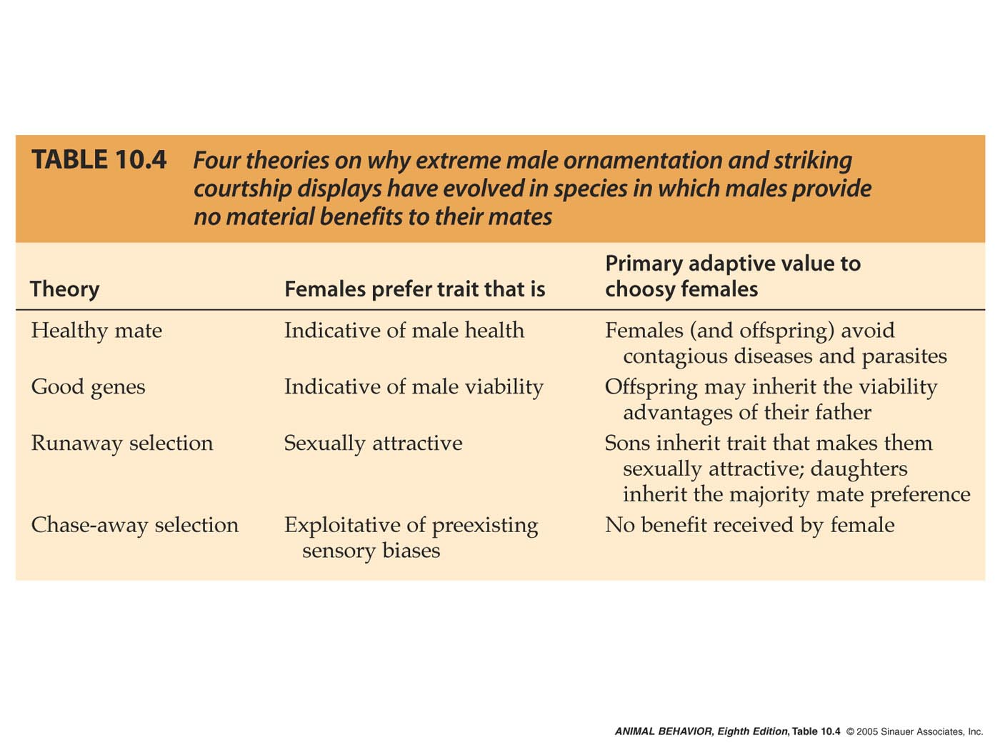 TABLE 10.4 Four theories on why extreme male ornamentation and striking
courtship displays have evolved in species in which males provide
no material benefits to their mates
Theory
Females prefer trait that is
Primary adaptive value to
choosy females
Healthy mate
Indicative of male health
Females (and offspring) avoid
contagious diseases and parasites
Good genes
Indicative of male viability
Offspring may inherit the viability
advantages of their father
Runaway selection
Sexually attractive
Sons inherit trait that makes them
sexually attractive; daughters
inherit the majority mate preference
Chase-away selection
Exploitative of preexisting
sensory biases
No benefit received by female
ANIMAL BEHAVIOR, Eighth Edition, Table 10.4 © 2005 Sinauer Associates, Inc.